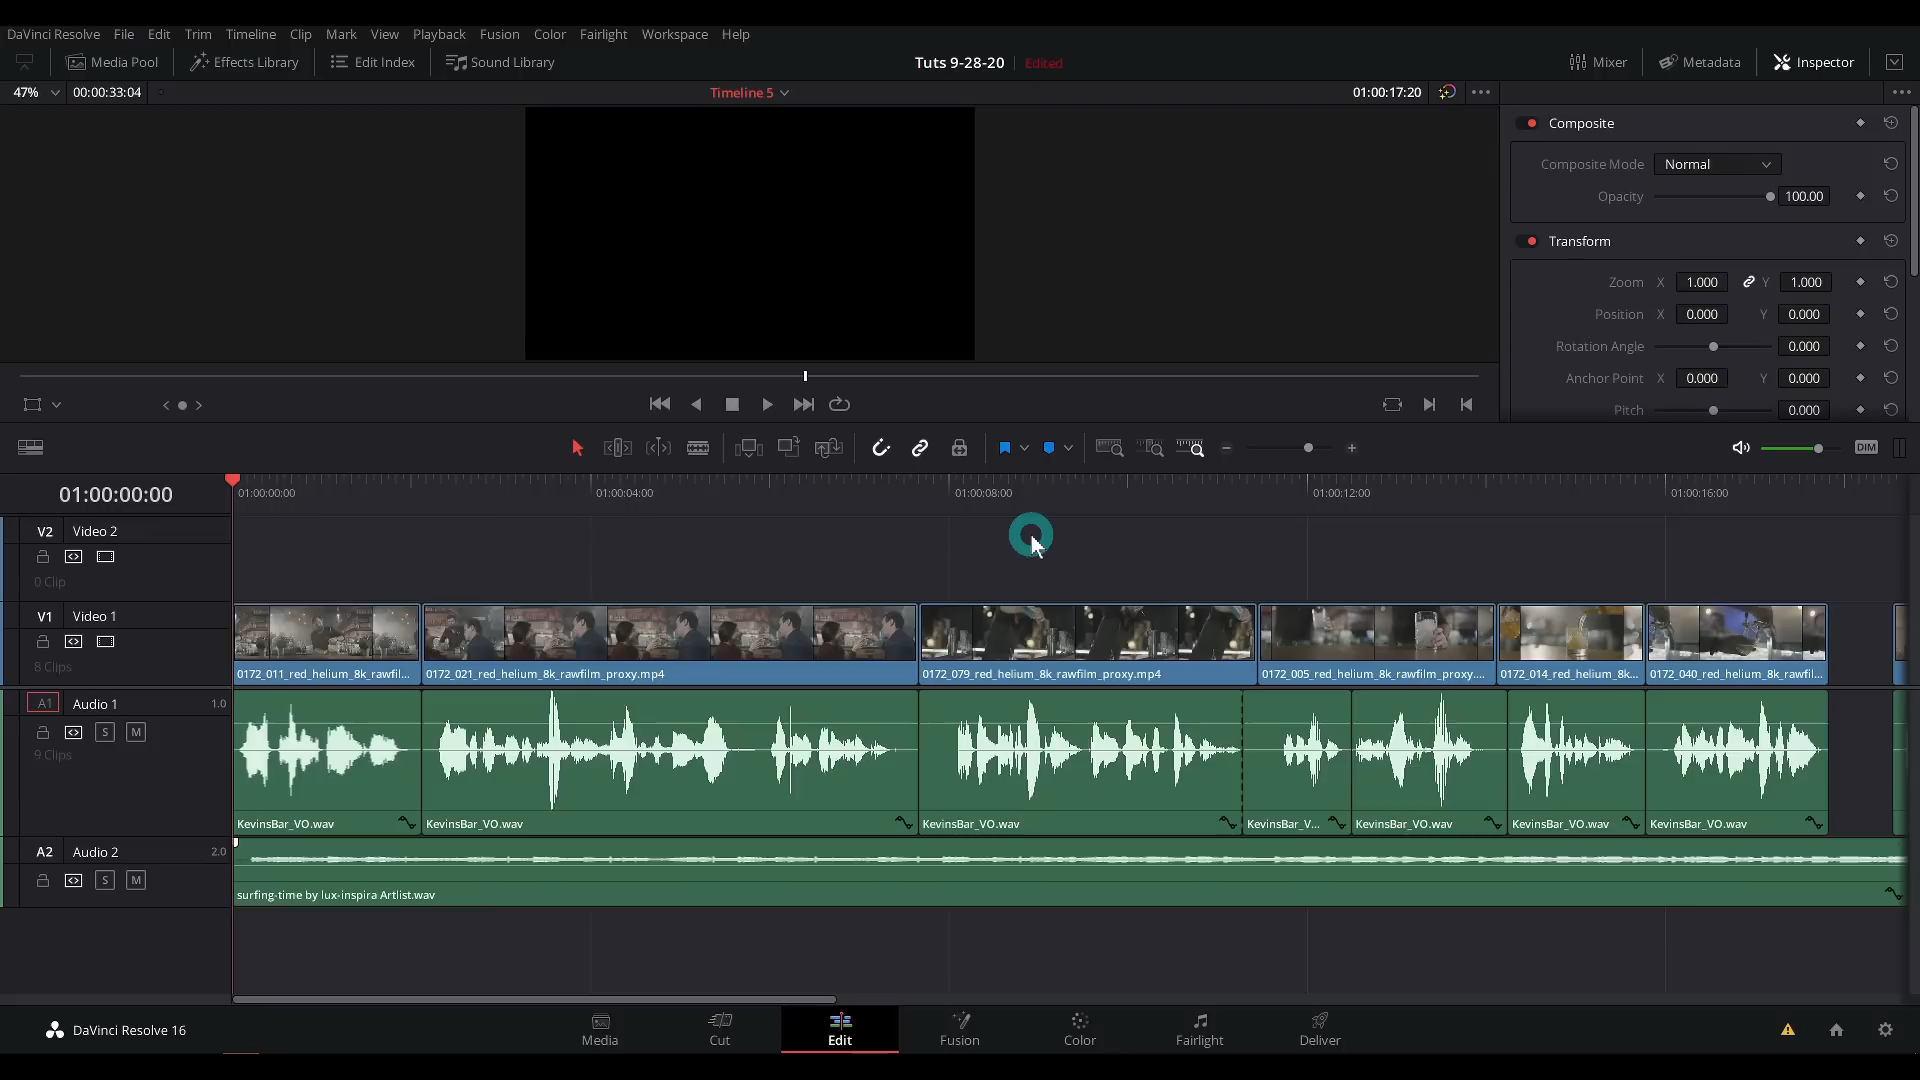 DaVinci Resolve File Edit Trim Timeline Clip Mark View Playback Fusion Color Fairlight Workspace Help
Media Pool Effects Library Edit Index Sound Library Tuts 9-28-20 Edited Mixer Metadata Inspector
47% 00:00:33:04 Timeline 5 01:00:17:20
Composite
Composite Mode Normal
Opacity 100.00
Transform
Zoom X 1.000 Y 1.000
Position X 0.000 Y 0.000
Rotation Angle 0.000
Anchor Point X 0.000 Y 0.000
Pitch 0.000
DIM
01:00:00:00 01:00:00:00 01:00:04:00 01:00:08:00 01:00:12:00 01:00:16:00
V2 Video 2
0 Clip
V1 Video 1
8 Clips
0172_011_red_helium_8k_rawfil... 0172_021_red_helium_8k_rawfilm_proxy.mp4 0172_079_red_helium_8k_rawfilm_proxy.mp4 0172_005_red_helium_8k_rawfilm_proxy.... 0172_014_red_helium_8k... 0172_040_red_helium_8k_rawfil...
A1 Audio 1 1.0
S M
9 Clips
KevinsBar_VO.wav KevinsBar_VO.wav KevinsBar_VO.wav KevinsBar_V... KevinsBar_VO.wav KevinsBar_VO.wav KevinsBar_VO.wav
A2 Audio 2 2.0
S M
surfing-time by lux-inspira Artlist.wav
DaVinci Resolve 16 Media Cut Edit Fusion Color Fairlight Deliver